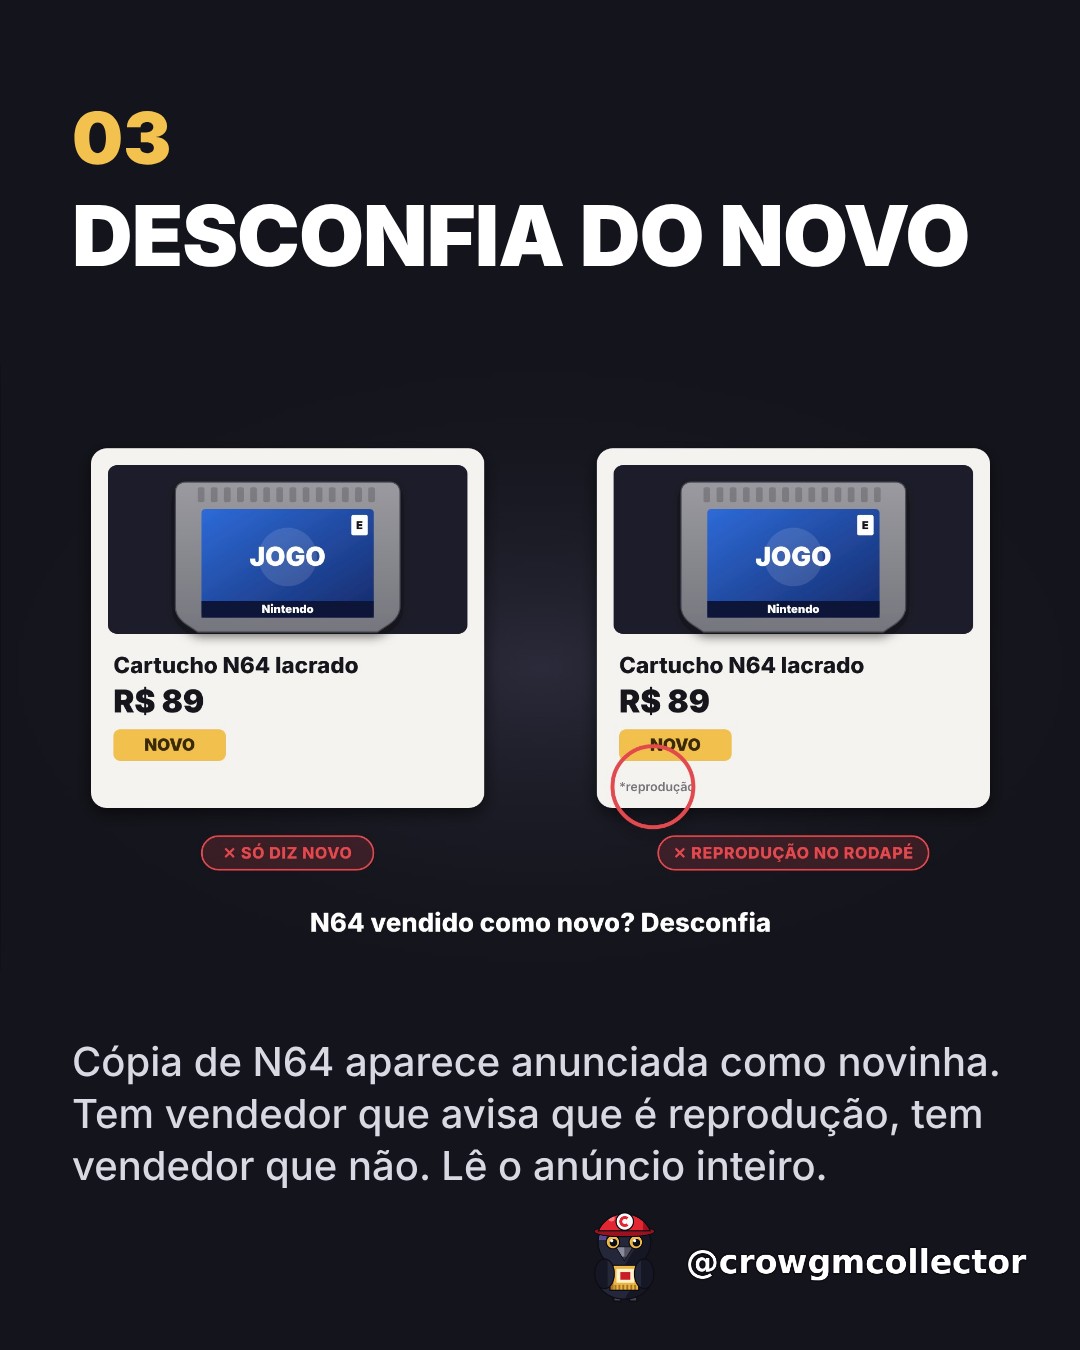 03
DESCONFIA DO NOVO
JOGO
E
Nintendo
Cartucho N64 lacrado
R$ 89
NOVO
✕ SÓ DIZ NOVO
JOGO
E
Nintendo
Cartucho N64 lacrado
R$ 89
NOVO
*reprodução
✕ REPRODUÇÃO NO RODAPÉ
N64 vendido como novo? Desconfia
Cópia de N64 aparece anunciada como novinha.
Tem vendedor que avisa que é reprodução, tem
vendedor que não. Lê o anúncio inteiro.
C
@crowgmcollector